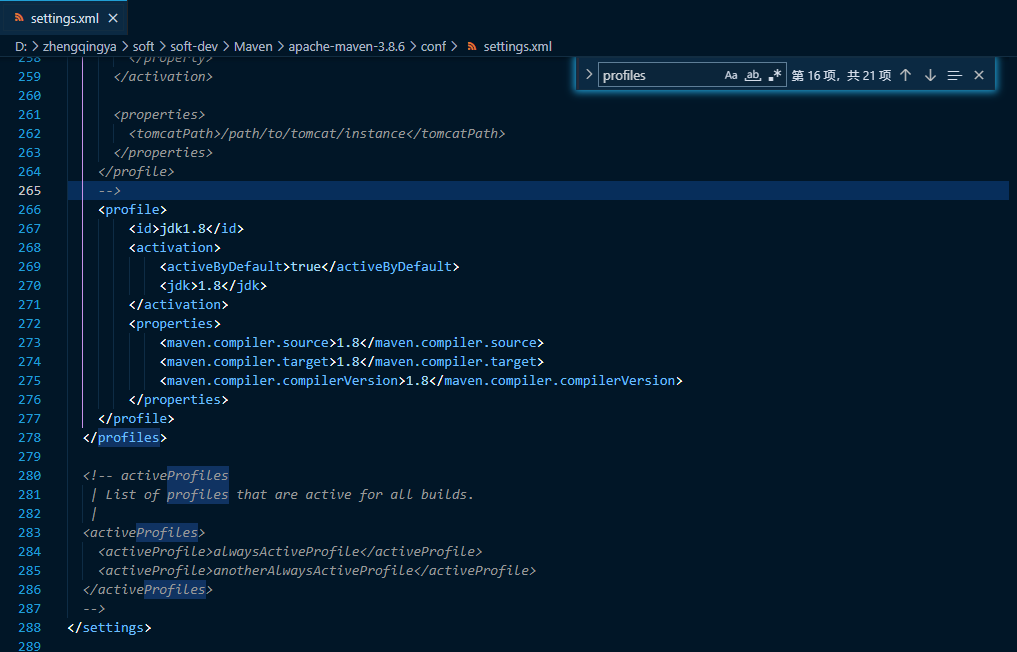 settings.xml
D: > zhengqingya > soft > soft-dev > Maven > apache-maven-3.8.6 > conf > settings.xml
profiles Aa ab, .* 第 16 项, 共 21 项
258 </property>
259 </activation>
260
261 <properties>
262 <tomcatPath>/path/to/tomcat/instance</tomcatPath>
263 </properties>
264 </profile>
265 -->
266 <profile>
267 <id>jdk1.8</id>
268 <activation>
269 <activeByDefault>true</activeByDefault>
270 <jdk>1.8</jdk>
271 </activation>
272 <properties>
273 <maven.compiler.source>1.8</maven.compiler.source>
274 <maven.compiler.target>1.8</maven.compiler.target>
275 <maven.compiler.compilerVersion>1.8</maven.compiler.compilerVersion>
276 </properties>
277 </profile>
278 </profiles>
279
280 <!-- activeProfiles
281 | List of profiles that are active for all builds.
282 |
283 <activeProfiles>
284 <activeProfile>alwaysActiveProfile</activeProfile>
285 <activeProfile>anotherAlwaysActiveProfile</activeProfile>
286 </activeProfiles>
287 -->
288 </settings>
289